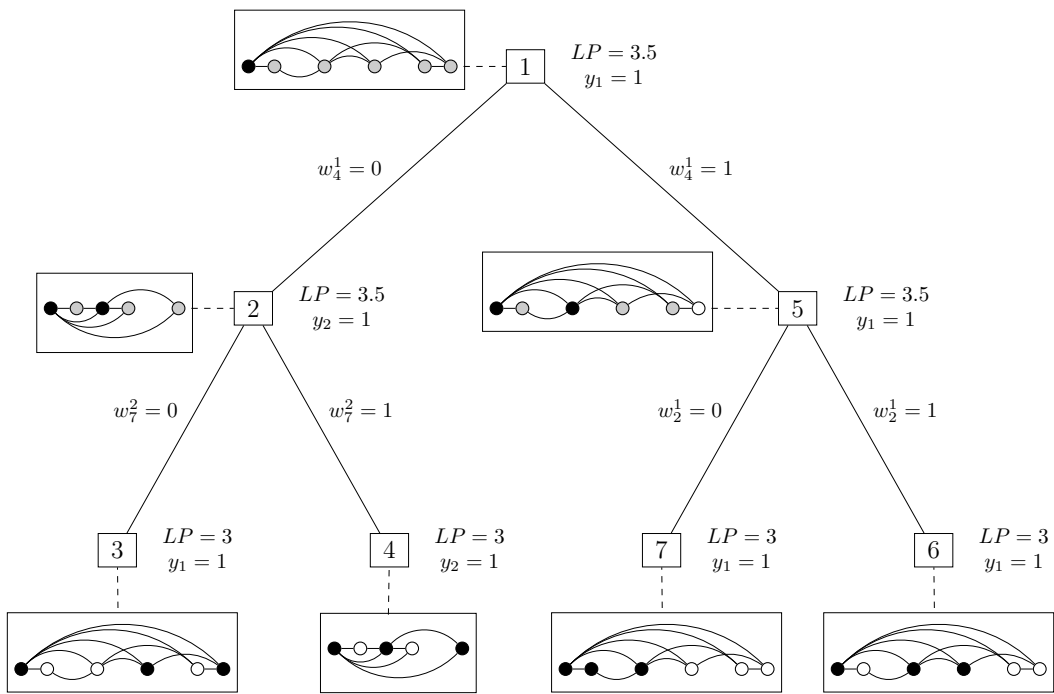 1
LP = 3.5
y₁ = 1
w₄¹ = 0
w₄¹ = 1
2
LP = 3.5
y₂ = 1
5
LP = 3.5
y₁ = 1
w₇² = 0
w₇² = 1
w₂¹ = 0
w₂¹ = 1
3
LP = 3
y₁ = 1
4
LP = 3
y₂ = 1
7
LP = 3
y₁ = 1
6
LP = 3
y₁ = 1